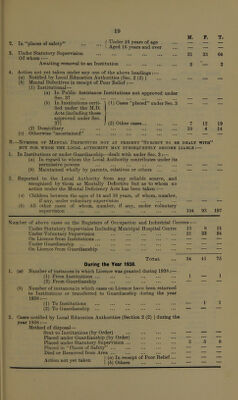 19
M. F. T.
2. In "places of safety" { Under 16 years of age
Aged 16 years and over
3. Under Statutory Supervision 31 33 64
Of whom :—
Awaiting removal to an Institution 2 2
4. Action not yet taken under any one of the above headings :—
(a) Notified by Local Education Authorities (Sec. 2 (2) )
(b) Mental Defectives in receipt of Poor Relief :—
(1) Institutional :—
(a) In Public Assistance Institutions not approved under
Sec. 37
(b) In Institutions certified under the M.D. Acts including those approved under Sec. 37 { (1) Cases "placed" under Sec. 3
(2) Other cases 7 12 19
(2) Domiciliary 10 4 14
(c) Otherwise
B.—NUMBER OF MENTAL DEFECTIVES NOT AT PRESENT "SUBJECT TO BE DEALT WITH"
BUT FOR WHOM THE LOCAL AUTHORITY MAY SUBSEQUENTLY BECOME LIABLE :—
1. In Institutions or under Guardianship—dealt with under Sec. 3 :—
(a) In regard to whom the Local Authority contributes under its
permissive powers
(b) Maintained wholly by parents, relatives or others
2. Reported to the Local Authority from any reliable source, and
recognized by them as Mentally Defective but as to whom no
action under the Mental Deficiency Acts has been taken :—
(a) Children between the ages of 14 and 16 years, of whom, number,
if any, under voluntary supervision
(b) All other cases of whom, number, if any, under voluntary
supervision 114 93 207
Number of above cases on the Registers of Occupation and Industrial Centres—
Under Statutory Supervision Including Municipal Hospital Centre 13 8 21
Under Voluntary Supervision 21 33 54
On Licence from Institutions
Under Guardianship
On Licence from Guardianship
TOTAL 34 41 75
During the Year 1938.
1. (a) Number of instances in which Licence was granted during 1938 :—
(1) From Institutions 1 — 1
(2) From Guardianship
(b) Number of instances in which cases on Licence have been returned
to Institutions or transferred to Guardianship during the year
1938 :—
(1) To Institutions 1 1
(2) To Guardianship
2. Cases notified by Local Education Authorities (Section 2 (2) ) during the
year 1938 :—
Method of disposal—
Sent to Institutions (by Order)
Placed under Guardianship (by Order)
Placed under Statutory Supervision 3 5 8
Placed in "Places of Safety"
Died or Removed from Area
Action not yet taken { (a) In receipt of Poor Relief
(b) Others